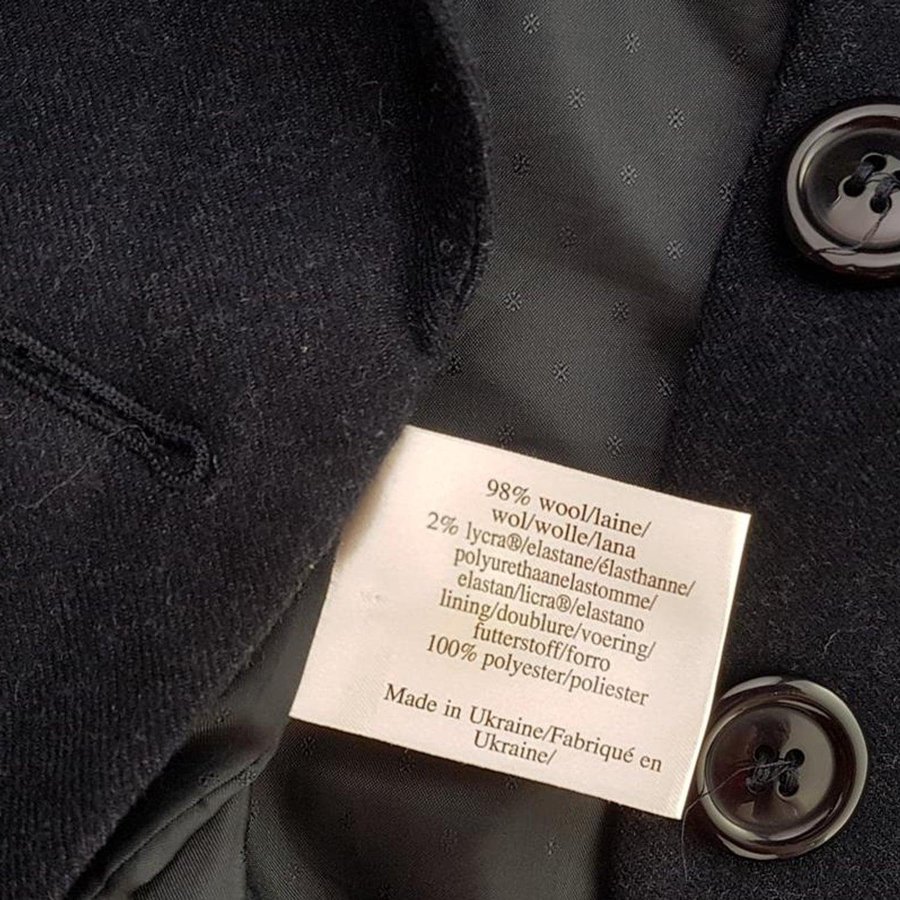 98% wool/laine/
wol/wolle/lana
2% lycra®/elastane/élasthanne/
polyurethaanelastomme/
elastan/licra®/elastano
lining/doublure/voering/
futterstoff/forro
100% polyester/poliester
Made in Ukraine/Fabriqué en
Ukraine/